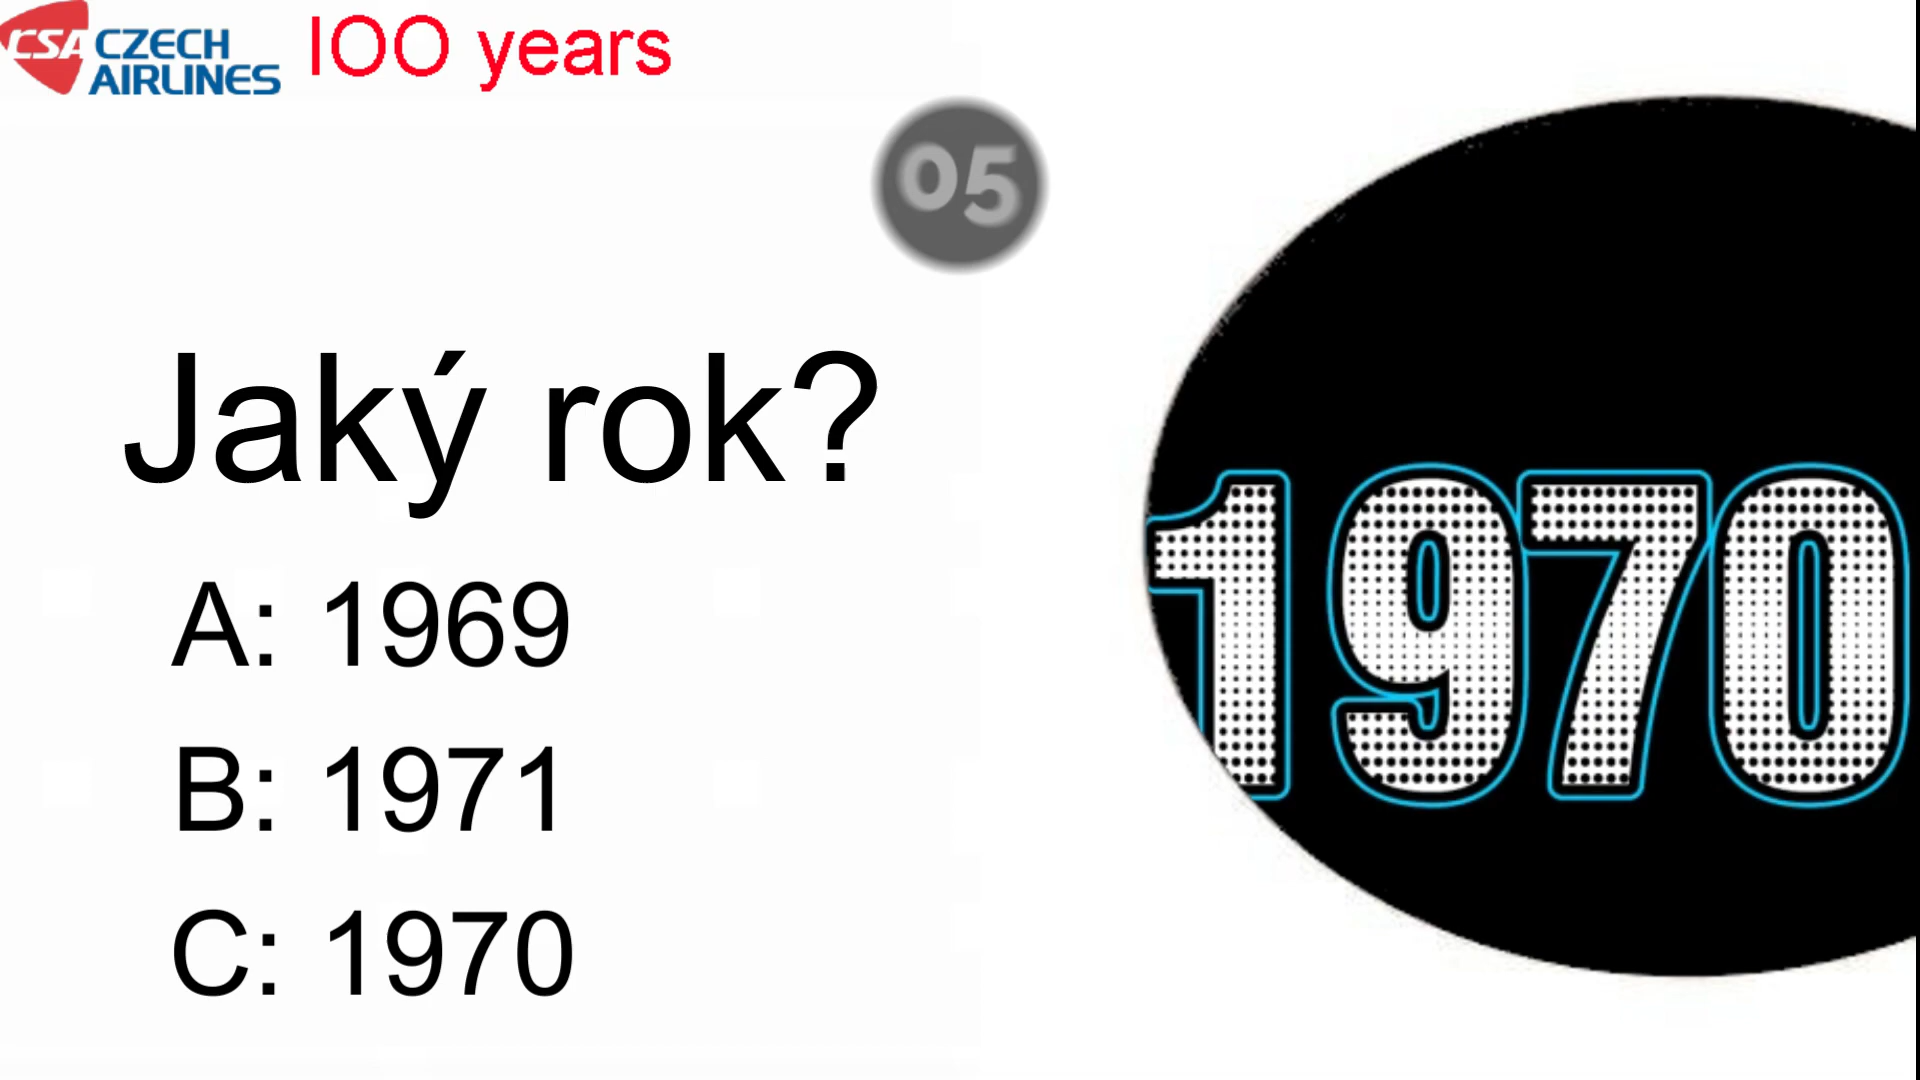 CSA CZECH
AIRLINES
100 years
05
Jaký rok?
A: 1969
B: 1971
C: 1970
1970